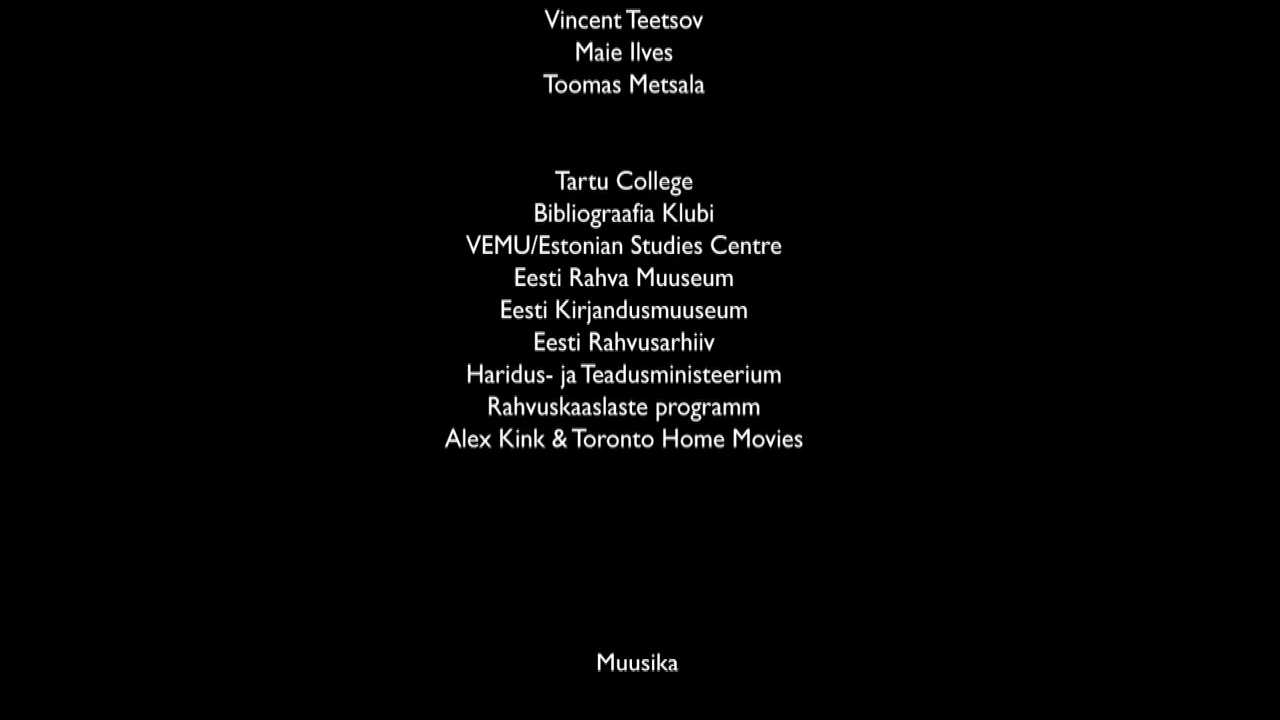 Vincent Teetsov
Maie Ilves
Toomas Metsala
Tartu College
Bibliograafia Klubi
VEMU/Estonian Studies Centre
Eesti Rahva Muuseum
Eesti Kirjandusmuuseum
Eesti Rahvusarhiiv
Haridus- ja Teadusministeerium
Rahvuskaaslaste programm
Alex Kink & Toronto Home Movies
Muusika